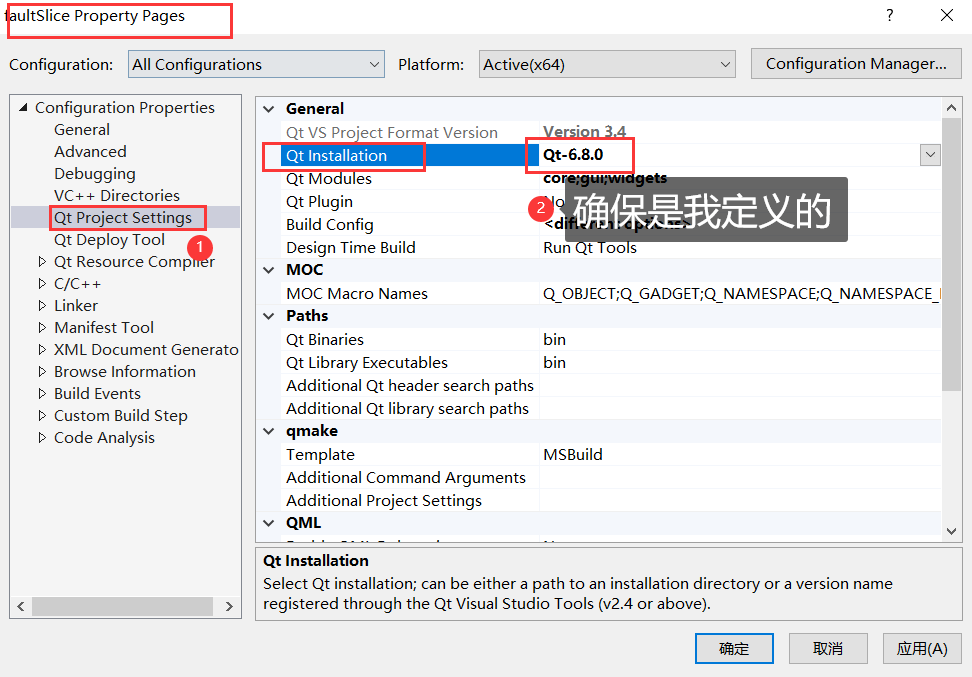 faultSlice Property Pages
?
Configuration:
All Configurations
Platform:
Active(x64)
Configuration Manager...
Configuration Properties
General
Advanced
Debugging
VC++ Directories
Qt Project Settings
Qt Deploy Tool
1
Qt Resource Compiler
C/C++
Linker
Manifest Tool
XML Document Generato
Browse Information
Build Events
Custom Build Step
Code Analysis
General
Qt VS Project Format Version Version 3.4
Qt Installation Qt-6.8.0
Qt Modules core;gui;widgets
Qt Plugin No
2 确保是我定义的
Build Config <different options>
Design Time Build Run Qt Tools
MOC
MOC Macro Names Q_OBJECT;Q_GADGET;Q_NAMESPACE;Q_NAMESPACE_
Paths
Qt Binaries bin
Qt Library Executables bin
Additional Qt header search paths
Additional Qt library search paths
qmake
Template MSBuild
Additional Command Arguments
Additional Project Settings
QML
Qt Installation
Select Qt installation; can be either a path to an installation directory or a version name
registered through the Qt Visual Studio Tools (v2.4 or above).
确定
取消
应用(A)